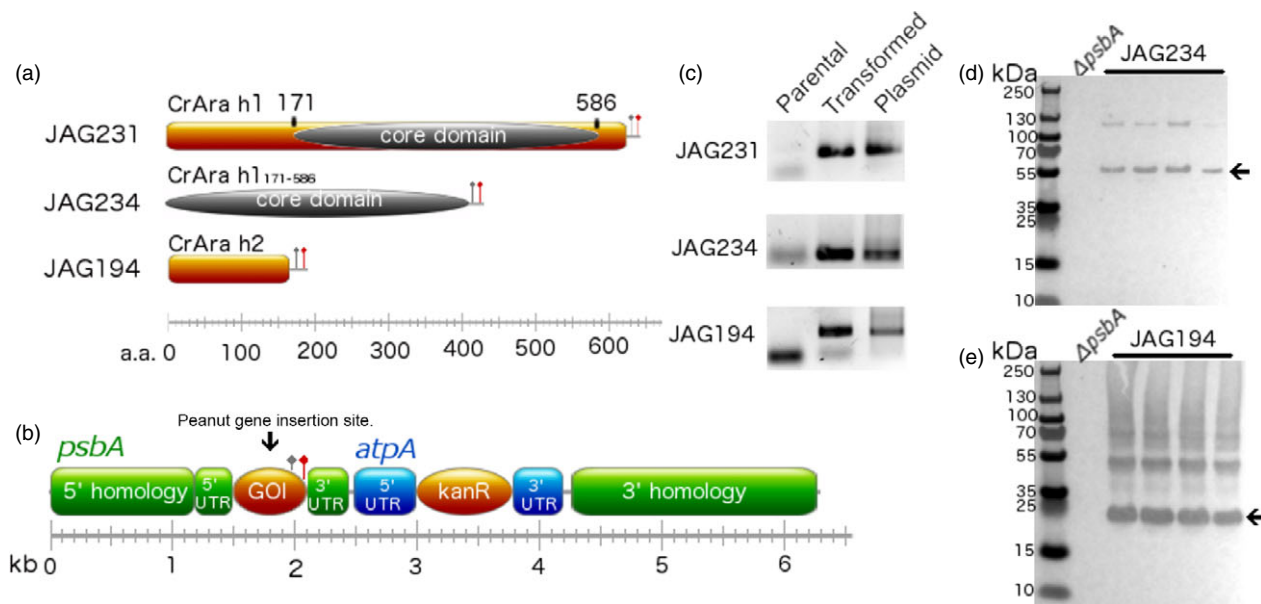 (a)
CrAra h1 171 586
JAG231
core domain
CrAra h1171-586
JAG234
core domain
CrAra h2
JAG194
a.a. 0 100 200 300 400 500 600
(b)
Peanut gene insertion site.
psbA
atpA
5' homology
5' UTR
GOI
3' UTR
5' UTR
kanR
3' UTR
3' homology
kb 0 1 2 3 4 5 6
(c)
Parental
Transformed
Plasmid
JAG231
JAG234
JAG194
(d)
kDa
ΔpsbA
JAG234
250
130
100
70
55
35
25
15
10
(e)
kDa
ΔpsbA
JAG194
250
130
100
70
55
35
25
15
10